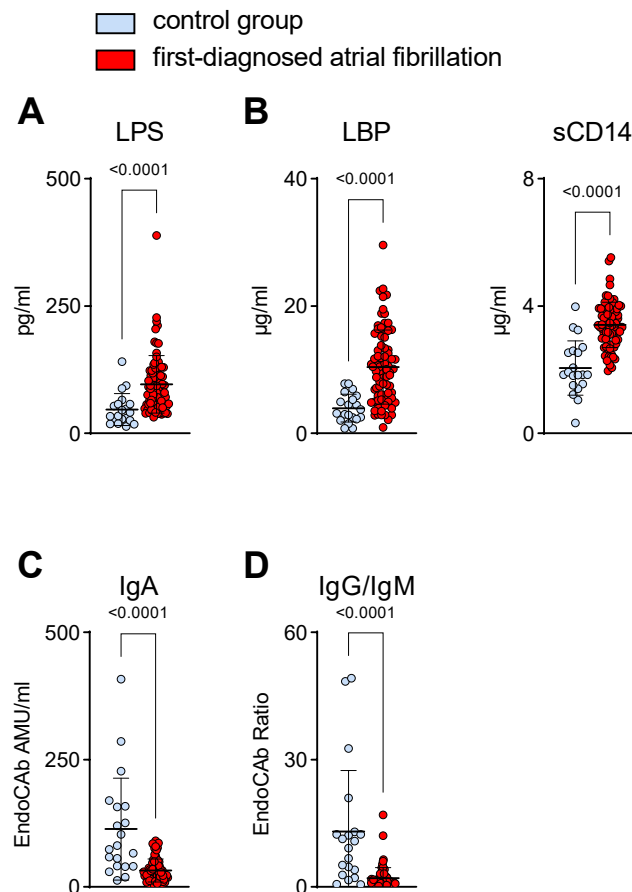 control group
first-diagnosed atrial fibrillation
A
B
LPS
LBP
sCD14
<0.0001
<0.0001
<0.0001
500
250
0
pg/ml
40
20
0
µg/ml
8
4
0
µg/ml
C
D
IgA
IgG/IgM
<0.0001
<0.0001
500
250
0
EndoCAb AMU/ml
60
30
0
EndoCAb Ratio